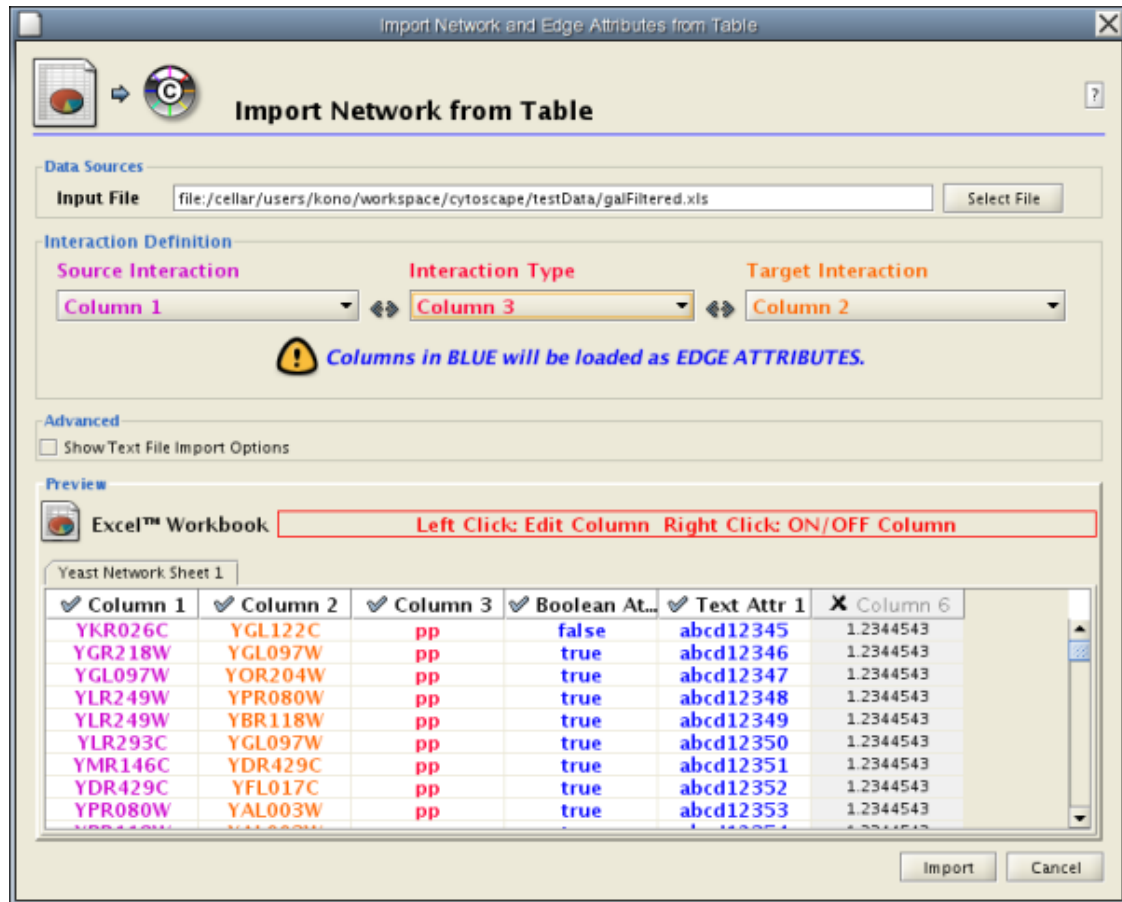 Import Network and Edge Attributes from Table
C
Import Network from Table
?
Data Sources
Input File file:/cellar/users/kono/workspace/cytoscape/testData/galFiltered.xls Select File
Interaction Definition
Source Interaction Interaction Type Target Interaction
Column 1 Column 3 Column 2
! Columns in BLUE will be loaded as EDGE ATTRIBUTES.
Advanced
Show Text File Import Options
Preview
Excel™ Workbook Left Click: Edit Column Right Click: ON/OFF Column
Yeast Network Sheet 1
Column 1 Column 2 Column 3 Boolean At... Text Attr 1 Column 6
YKR026C YGL122C pp false abcd12345 1.2344543
YGR218W YGL097W pp true abcd12346 1.2344543
YGL097W YOR204W pp true abcd12347 1.2344543
YLR249W YPR080W pp true abcd12348 1.2344543
YLR249W YBR118W pp true abcd12349 1.2344543
YLR293C YGL097W pp true abcd12350 1.2344543
YMR146C YDR429C pp true abcd12351 1.2344543
YDR429C YFL017C pp true abcd12352 1.2344543
YPR080W YAL003W pp true abcd12353 1.2344543
Import Cancel